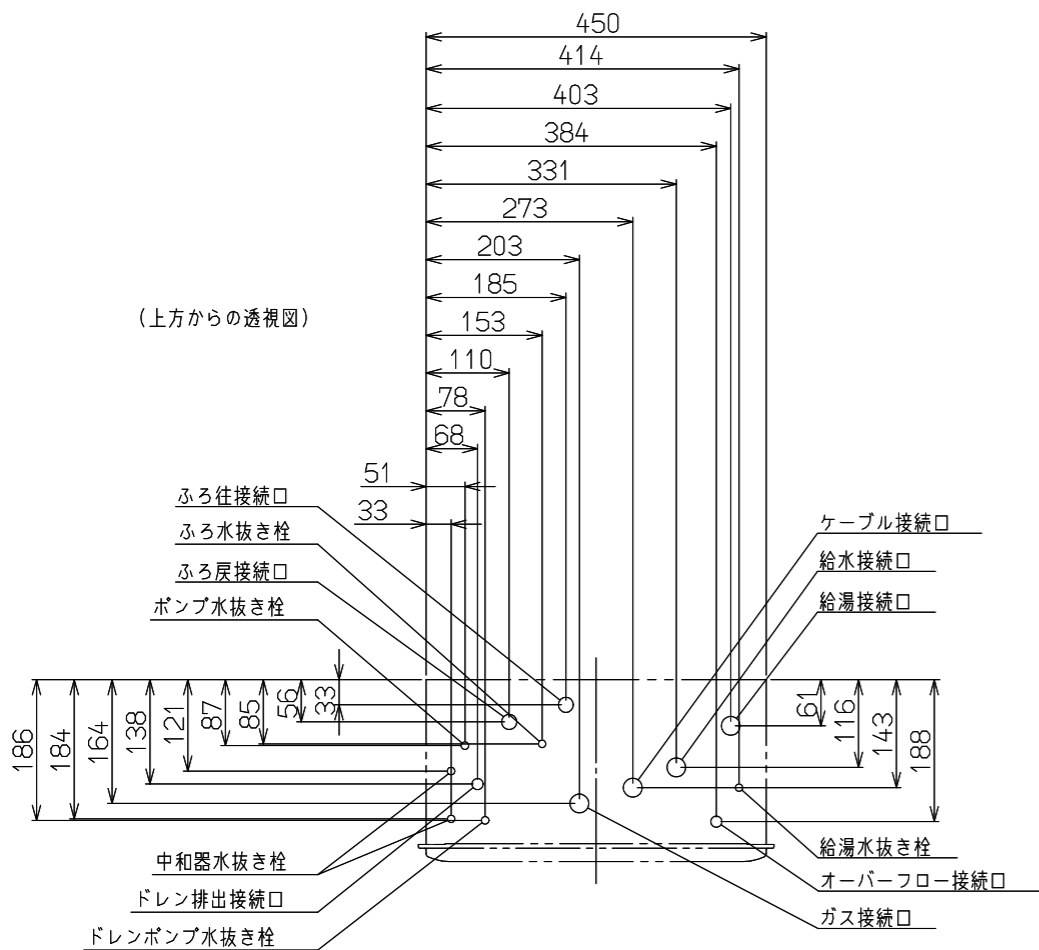 450
414
403
384
331
273
203
185
(上方からの透視図)
153
110
78
68
51
33
ふろ往接続口
ふろ水抜き栓
ふろ戻接続口
ポンプ水抜き栓
ケーブル接続口
給水接続口
給湯接続口
186
184
164
138
121
87
85
56
33
61
116
143
188
中和器水抜き栓
ドレン排出接続口
ドレンポンプ水抜き栓
給湯水抜き栓
オーバーフロー接続口
ガス接続口